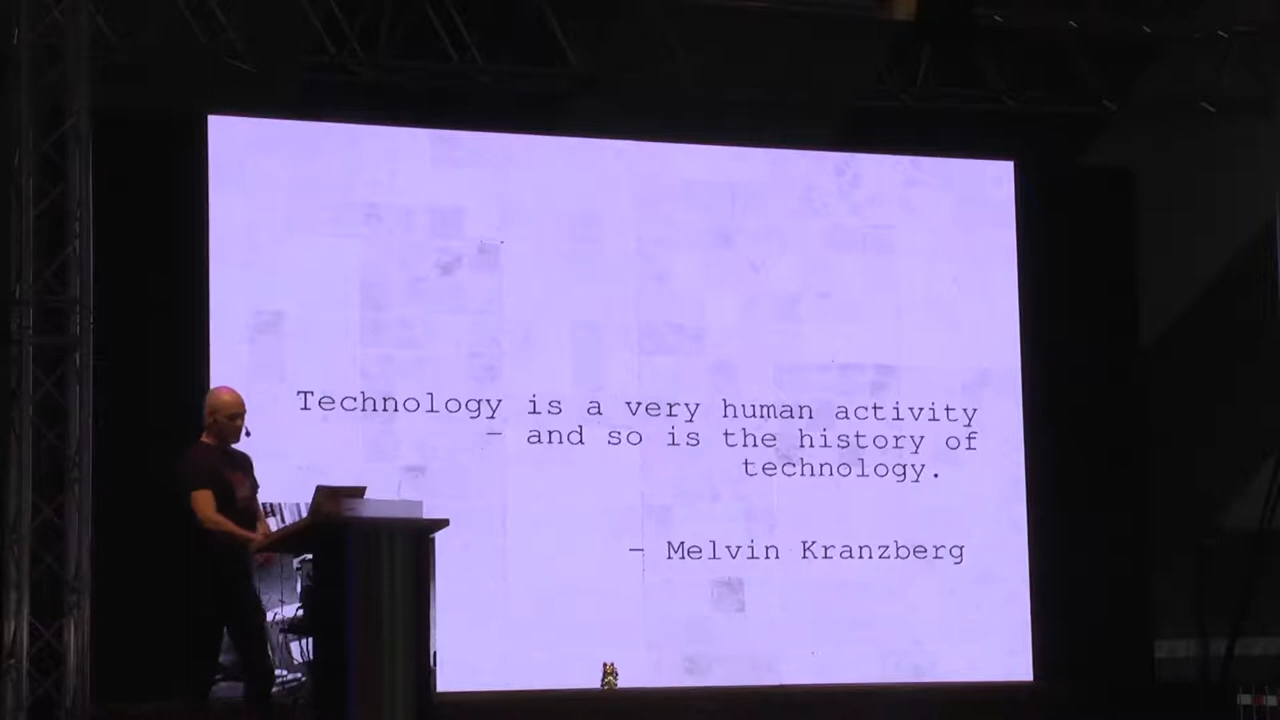 Technology is a very human activity
– and so is the history of
technology.
– Melvin Kranzberg